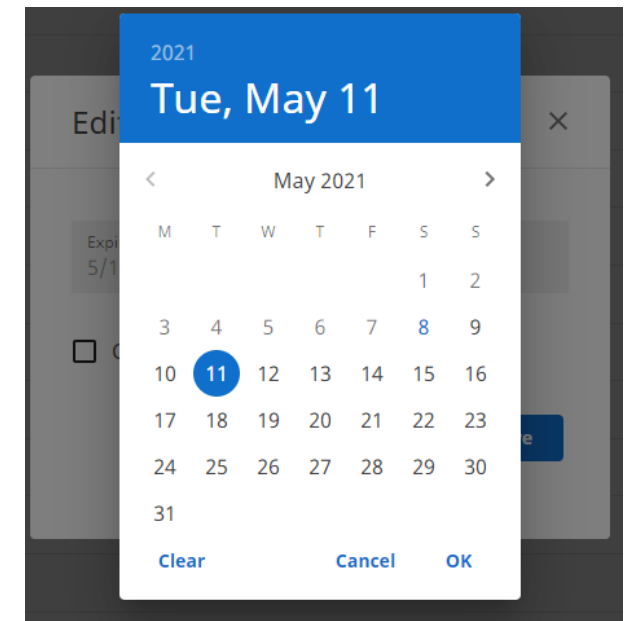 2021
Tue, May 11
May 2021
M T W T F S S
1 2
3 4 5 6 7 8 9
10 11 12 13 14 15 16
17 18 19 20 21 22 23
24 25 26 27 28 29 30
31
Clear Cancel OK